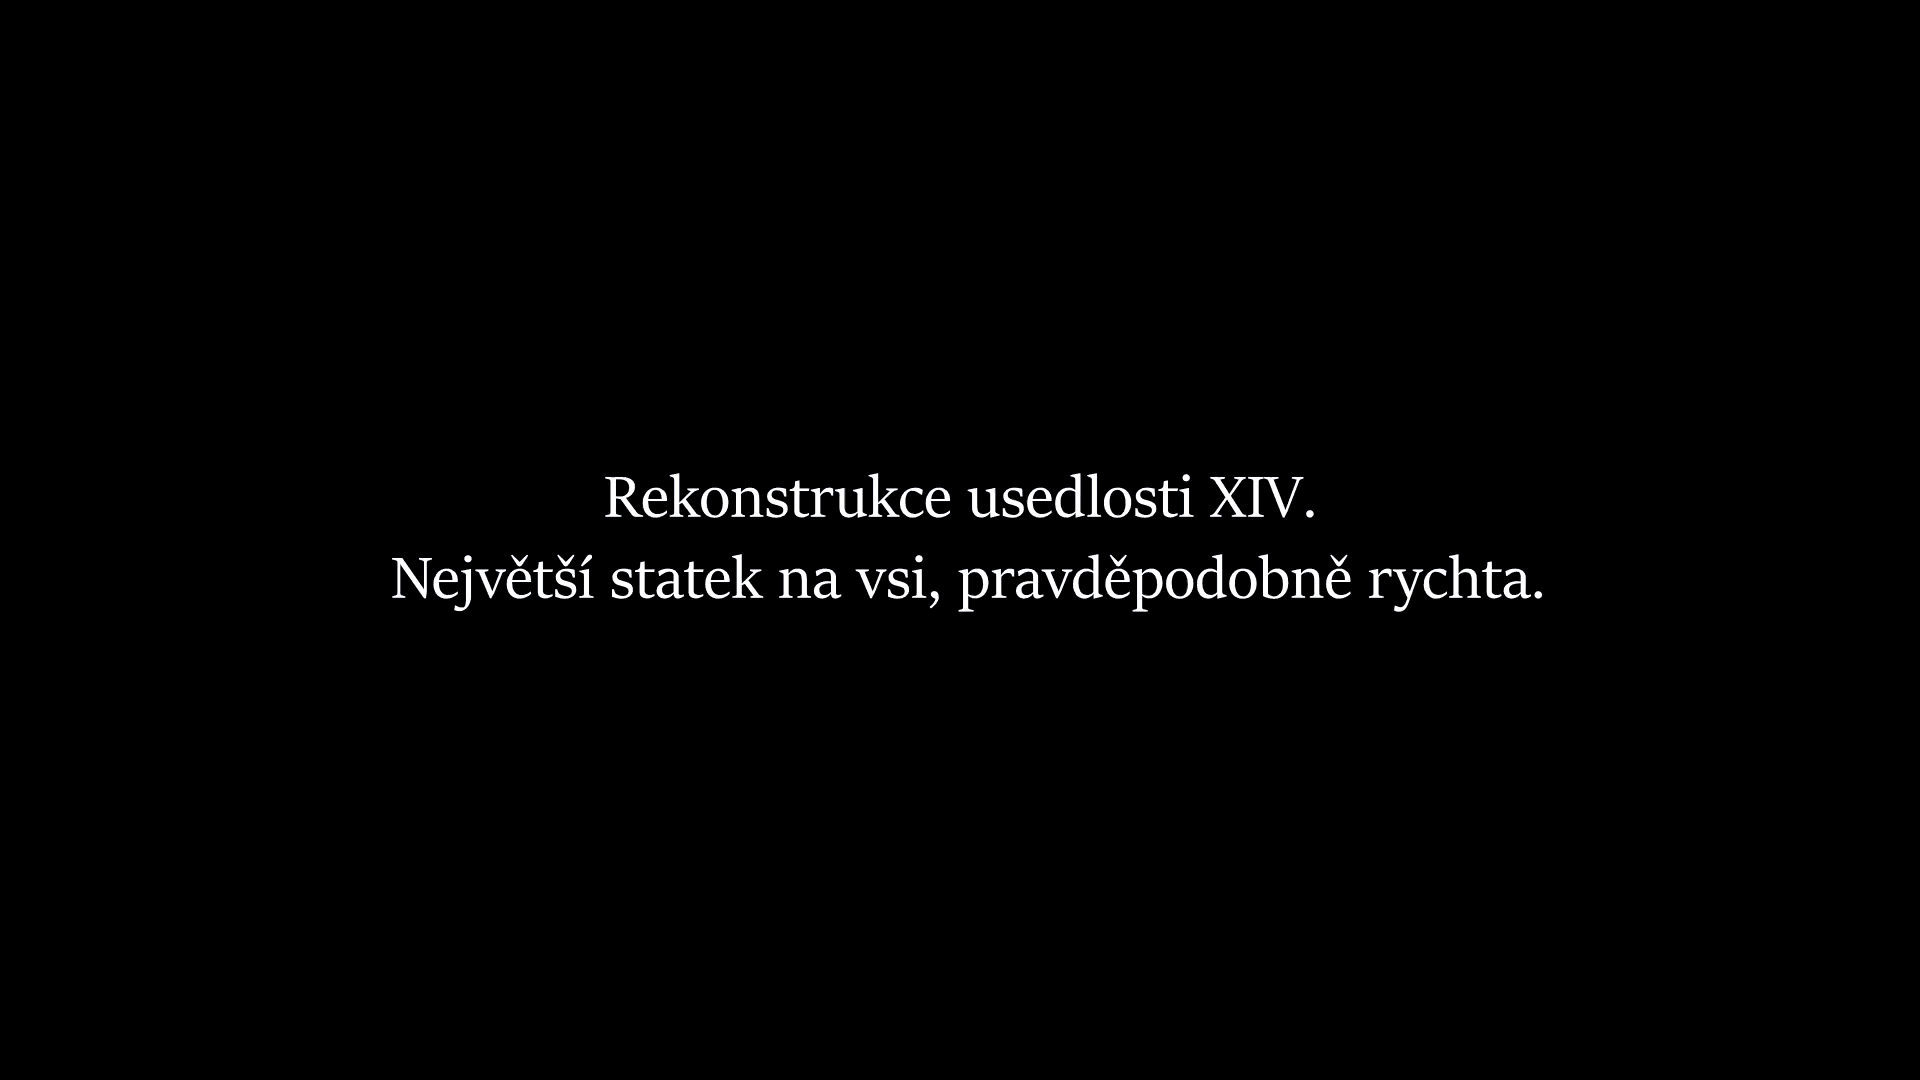 Rekonstrukce usedlosti XIV.
Největší statek na vsi, pravděpodobně rychta.